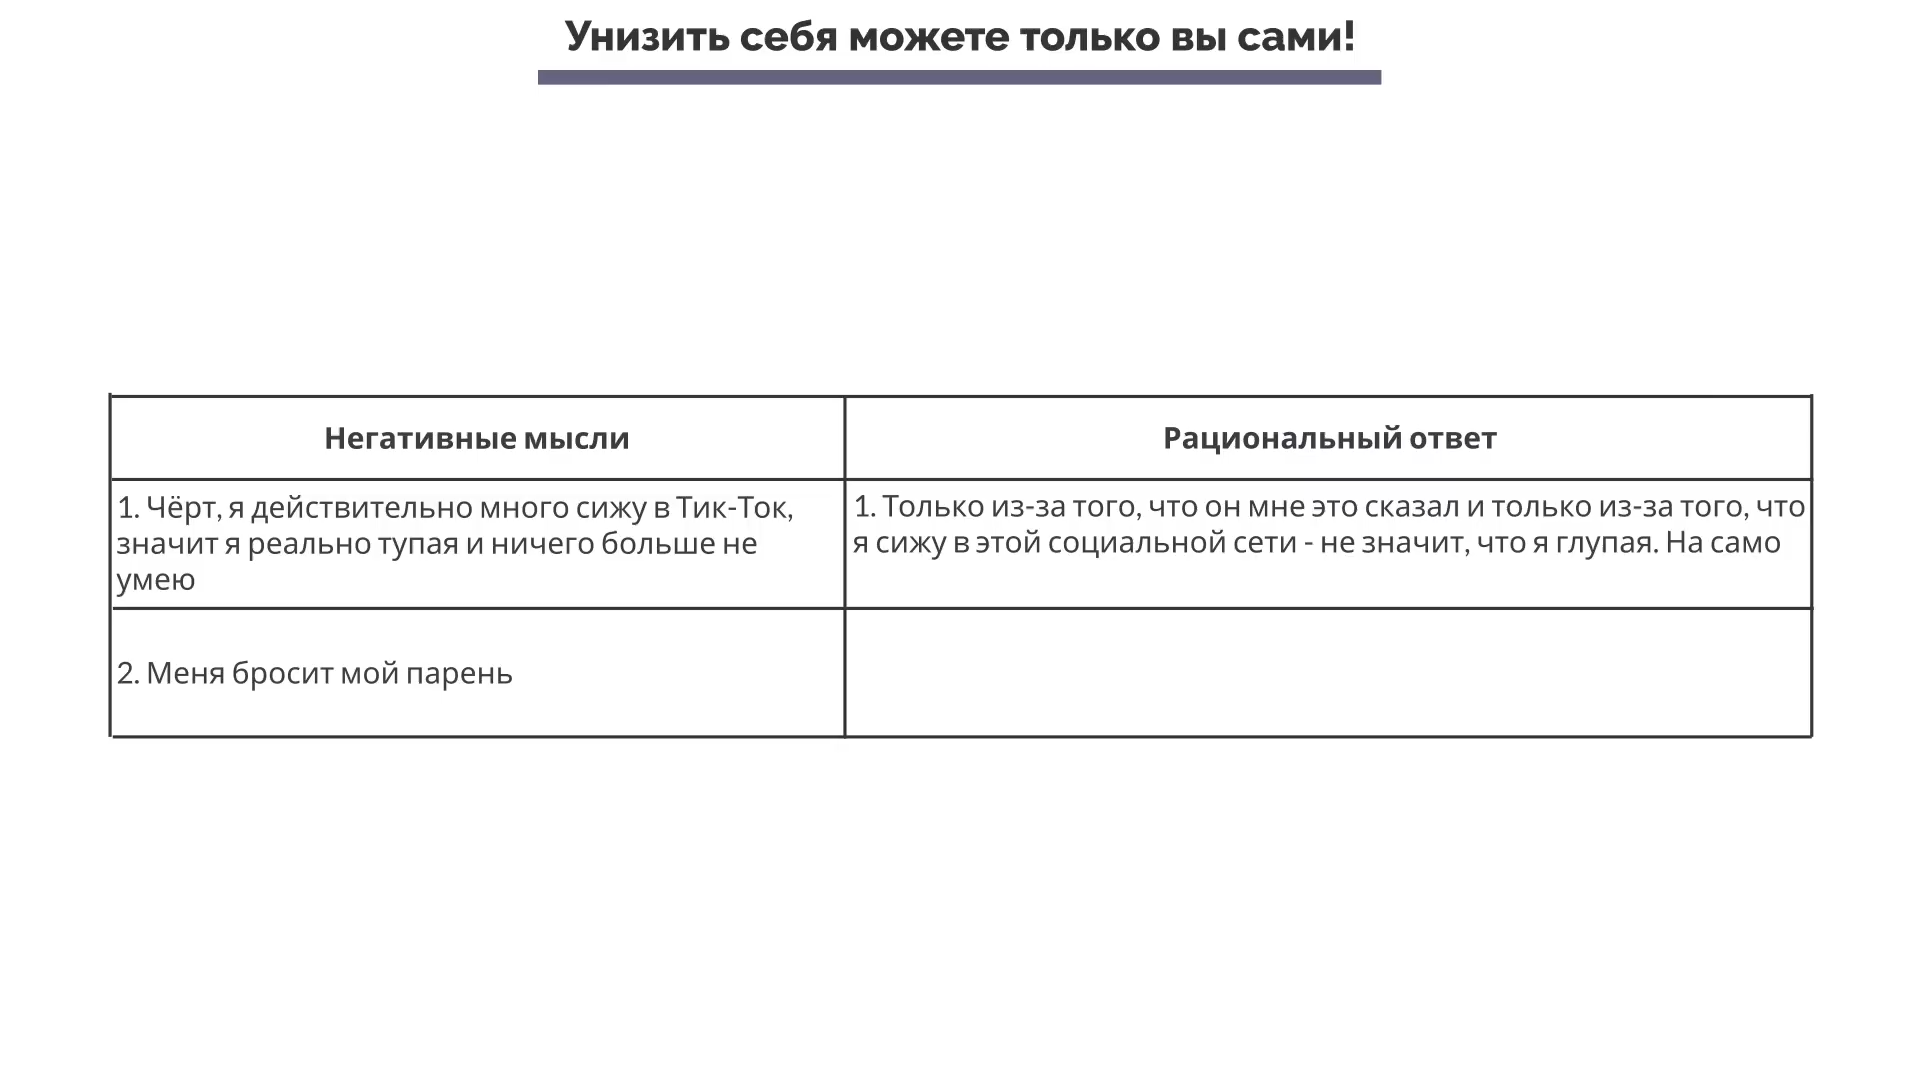 Унизить себя можете только вы сами!
Негативные мысли
Рациональный ответ
1. Чёрт, я действительно много сижу в Тик-Ток,
значит я реально тупая и ничего больше не
умею
1. Только из-за того, что он мне это сказал и только из-за того, что
я сижу в этой социальной сети - не значит, что я глупая. На само
2. Меня бросит мой парень